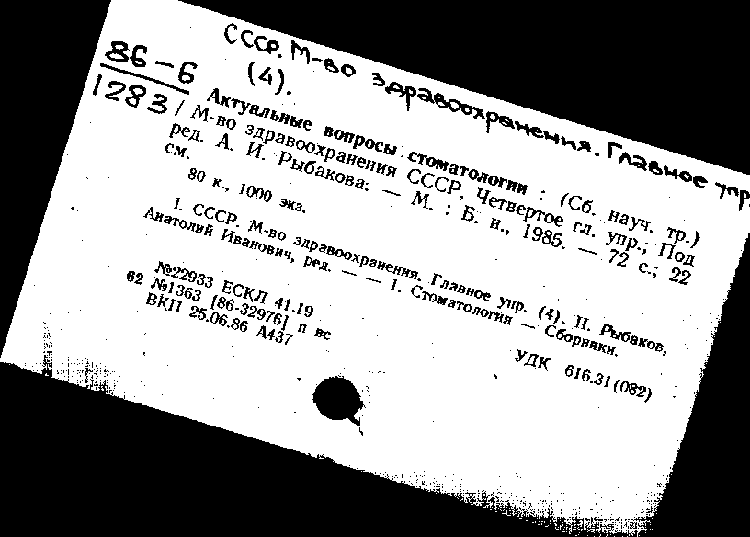 СССР. М-во здравоохранения. Главное упр.
(4).
86-6
1283
Актуальные вопросы стоматологии : (Сб. науч. тр.)
/ М-во здравоохранения СССР. Четвертое гл. упр.; Под
ред. А. И. Рыбакова. — М. : Б. и., 1985. — 72 с.; 22
см.
80 к., 1000 экз.
I. СССР. М-во здравоохранения. Главное упр. (4). II. Рыбаков,
Анатолий Иванович, ред. — — 1. Стоматология — Сборники.
УДК 616.31(082)
№22933 ЕСКЛ 41.19
62 №1363 [86-32976] п вс
ВКП 25.06.86 А437